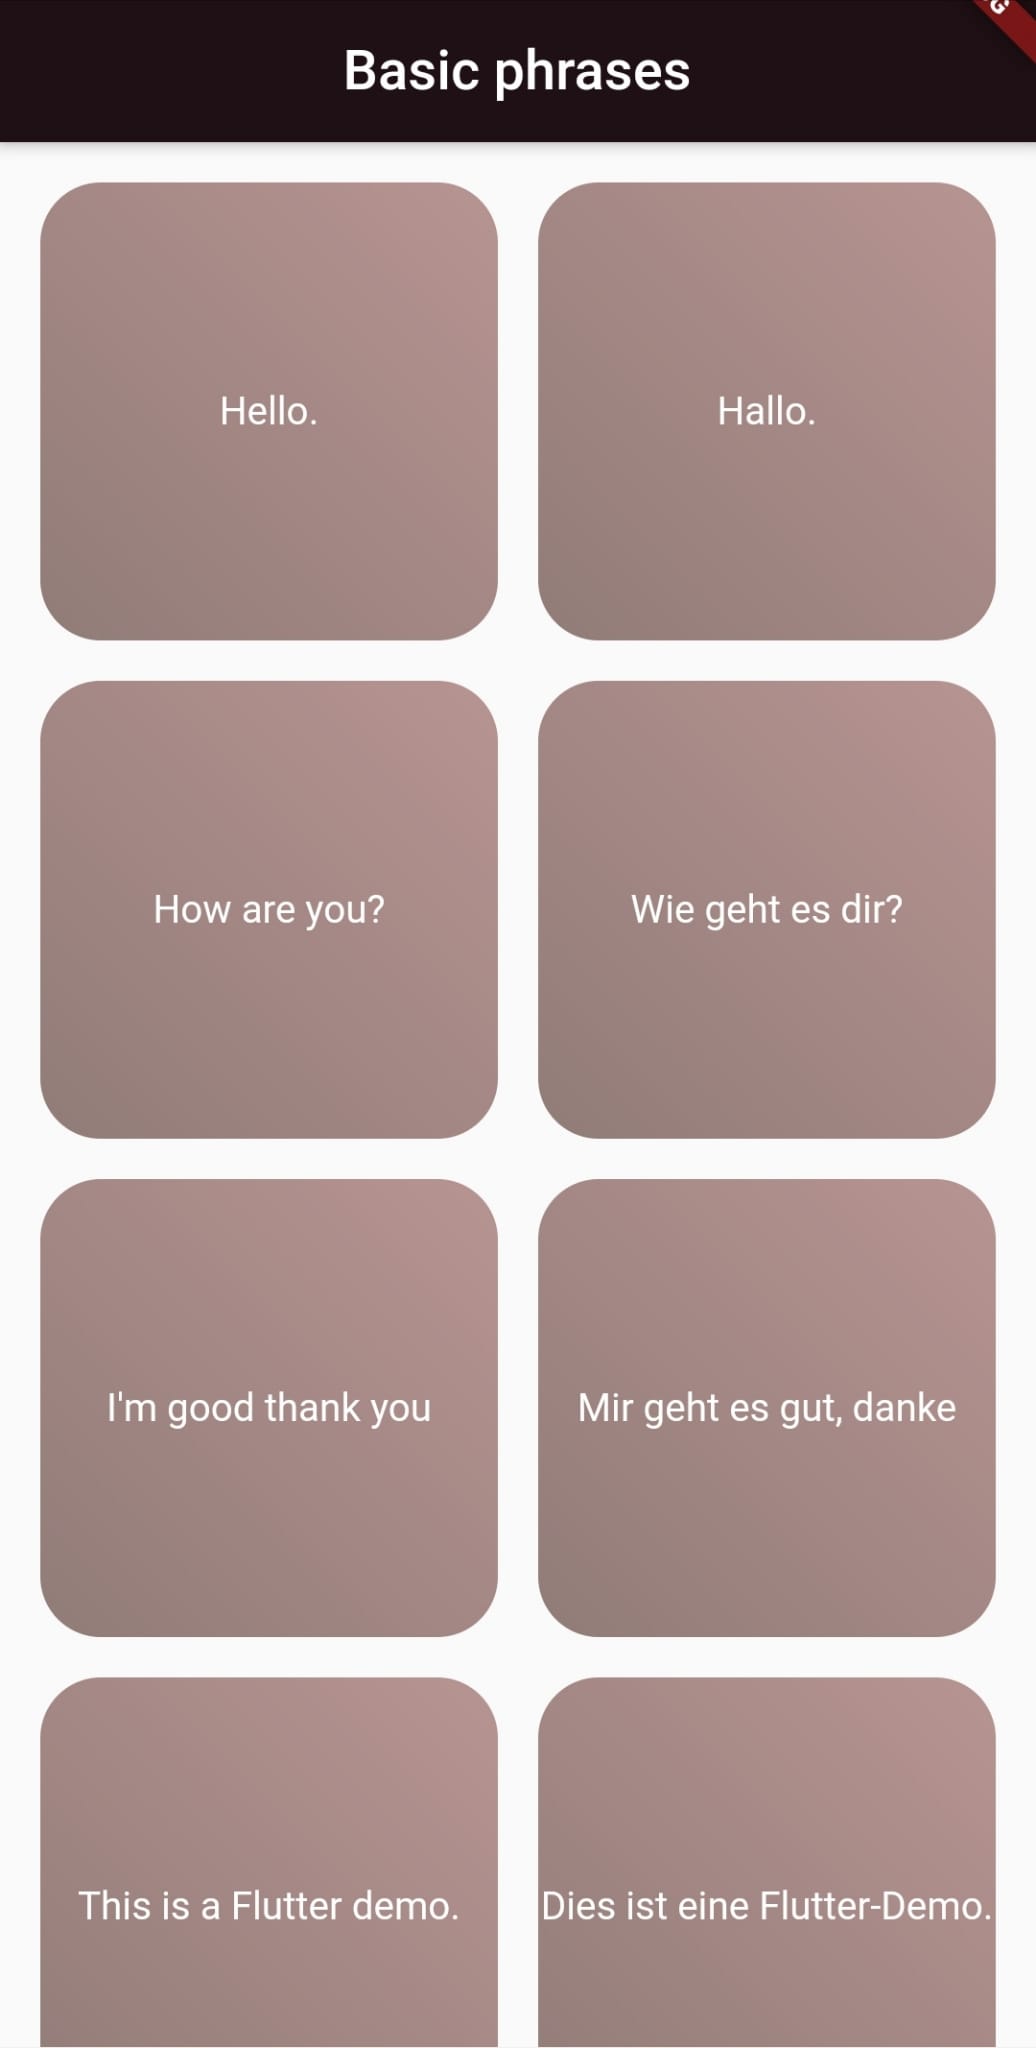 Basic phrases
Hello.
Hallo.
How are you?
Wie geht es dir?
I'm good thank you
Mir geht es gut, danke
This is a Flutter demo.
Dies ist eine Flutter-Demo.